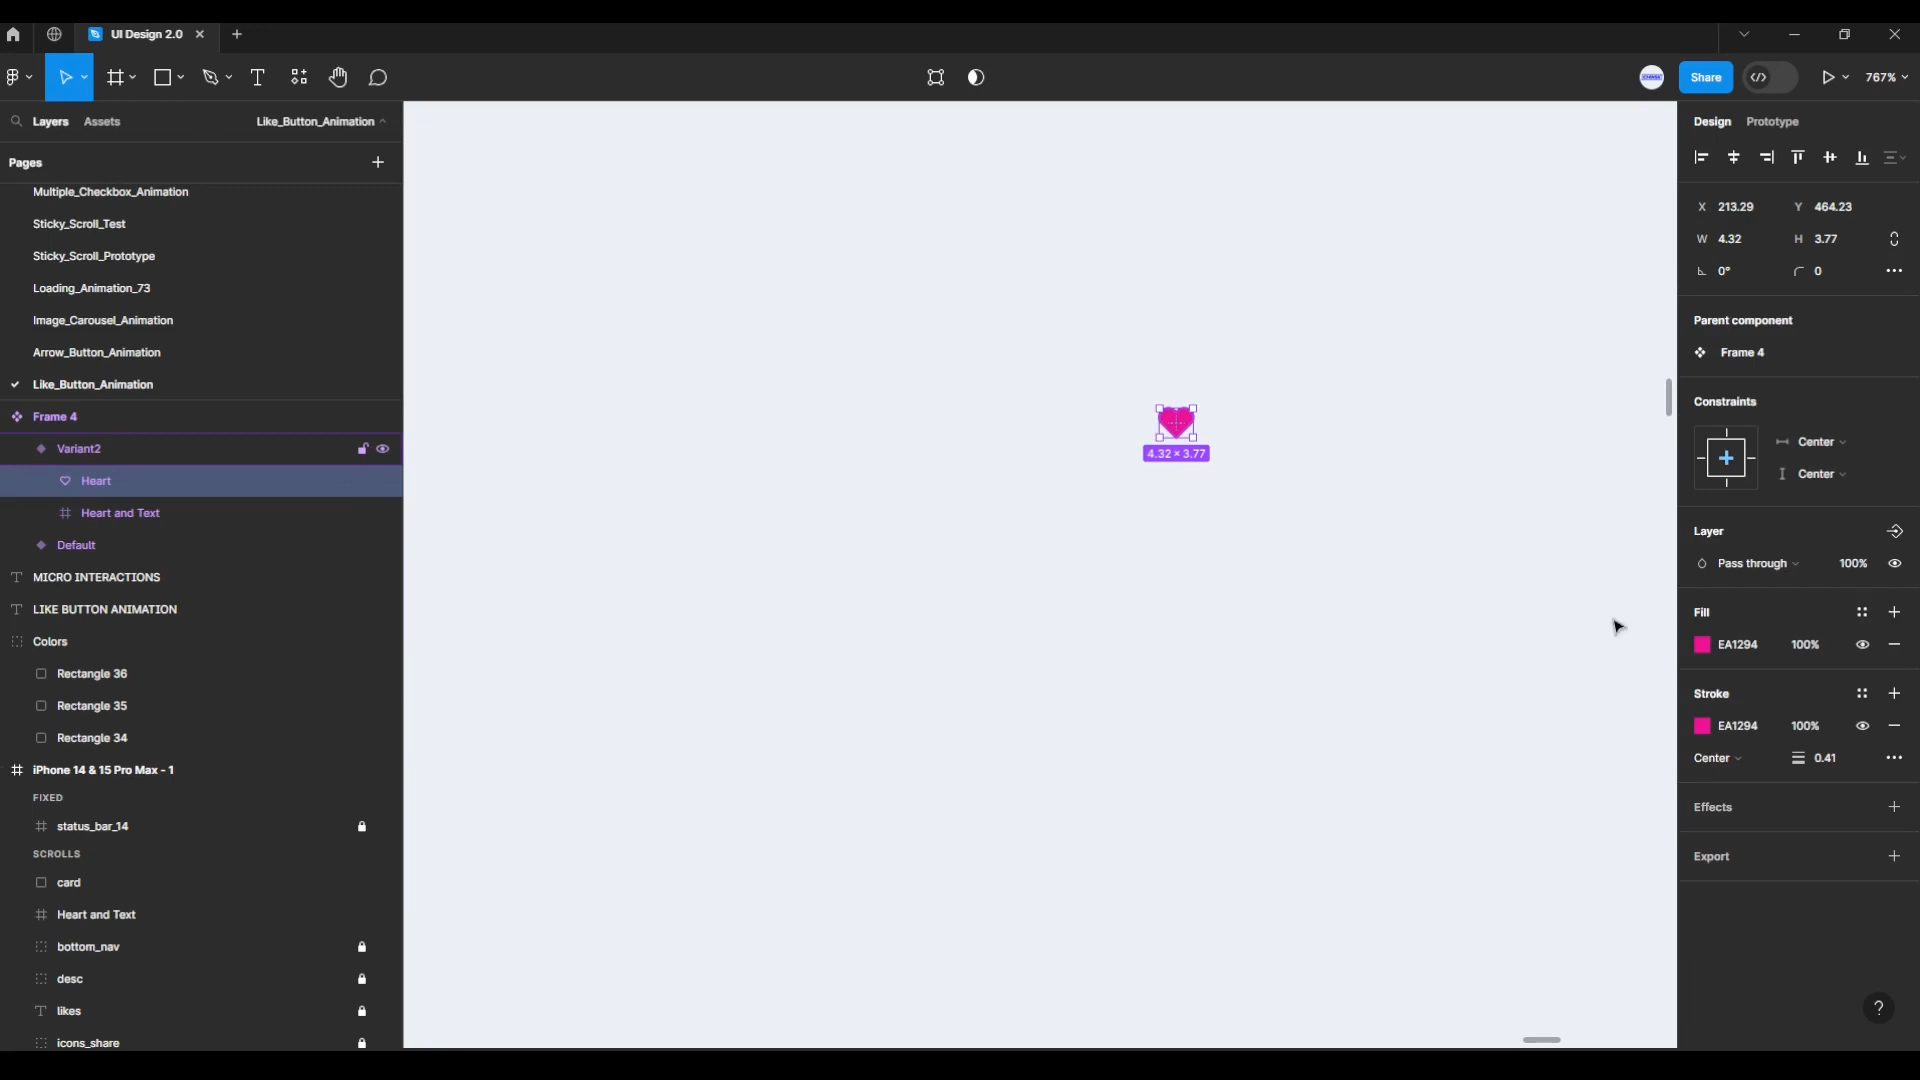 UI Design 2.0
Share
767%
Layers
Assets
Like_Button_Animation
Design
Prototype
Pages
Multiple_Checkbox_Animation
Sticky_Scroll_Test
Sticky_Scroll_Prototype
Loading_Animation_73
Image_Carousel_Animation
Arrow_Button_Animation
Like_Button_Animation
Frame 4
Variant2
Heart
Heart and Text
Default
MICRO INTERACTIONS
LIKE BUTTON ANIMATION
Colors
Rectangle 36
Rectangle 35
Rectangle 34
iPhone 14 & 15 Pro Max - 1
FIXED
status_bar_14
SCROLLS
card
Heart and Text
bottom_nav
desc
likes
icons_share
4.32 × 3.77
X 213.29 Y 464.23
W 4.32 H 3.77
0° 0
Parent component
Frame 4
Constraints
Center
Center
Layer
Pass through 100%
Fill
EA1294 100%
Stroke
EA1294 100%
Center 0.41
Effects
Export
?